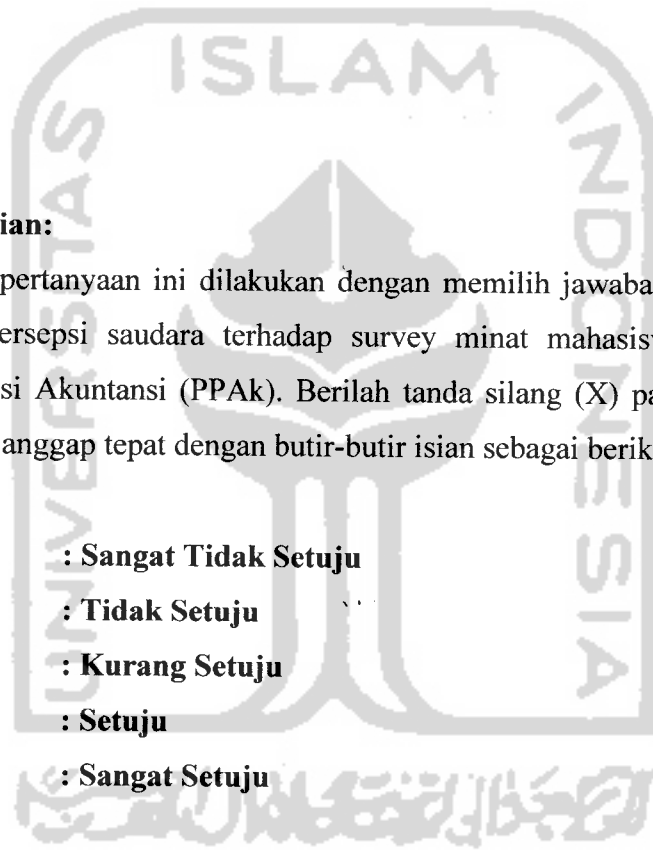 ISLAM
UNIVERSITAS
INDONESIA
ian:
pertanyaan ini dilakukan dengan memilih jawaba
ersepsi saudara terhadap survey minat mahasis
si Akuntansi (PPAk). Berilah tanda silang (X) pa
anggap tepat dengan butir-butir isian sebagai berik
: Sangat Tidak Setuju
: Tidak Setuju
: Kurang Setuju
: Setuju
: Sangat Setuju